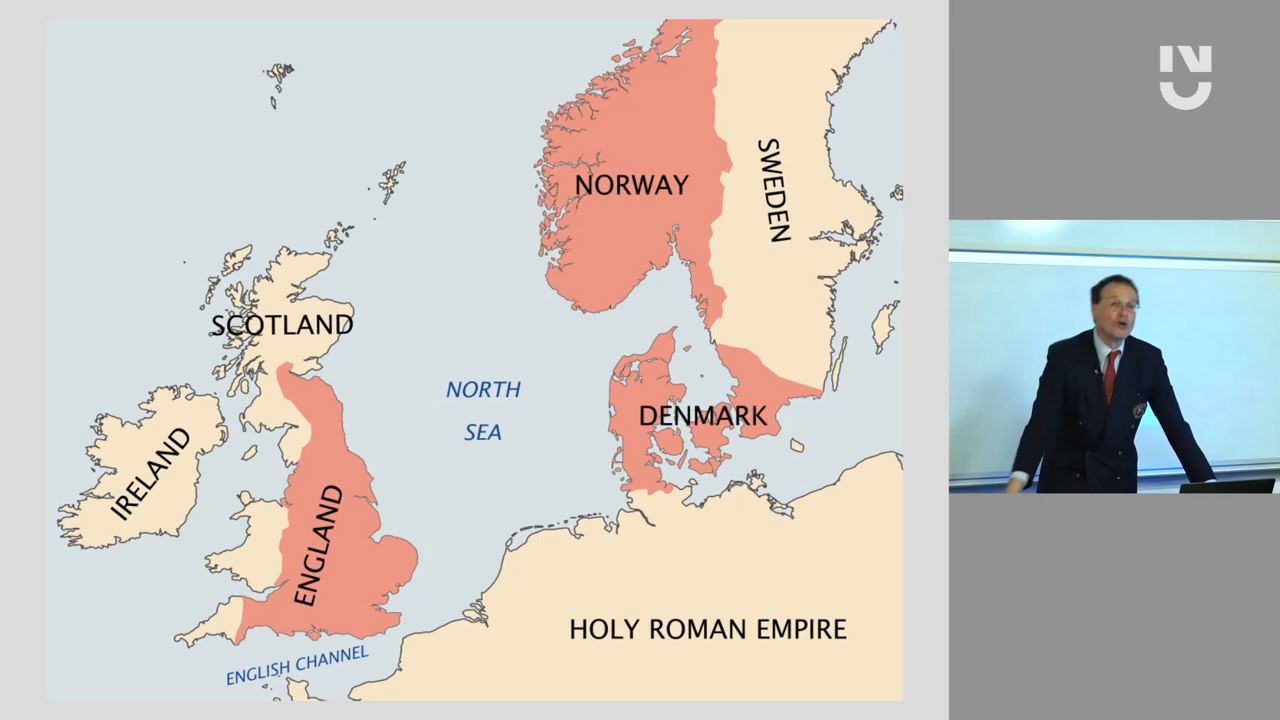 NORWAY
SWEDEN
SCOTLAND
NORTH
SEA
DENMARK
IRELAND
ENGLAND
HOLY ROMAN EMPIRE
ENGLISH CHANNEL